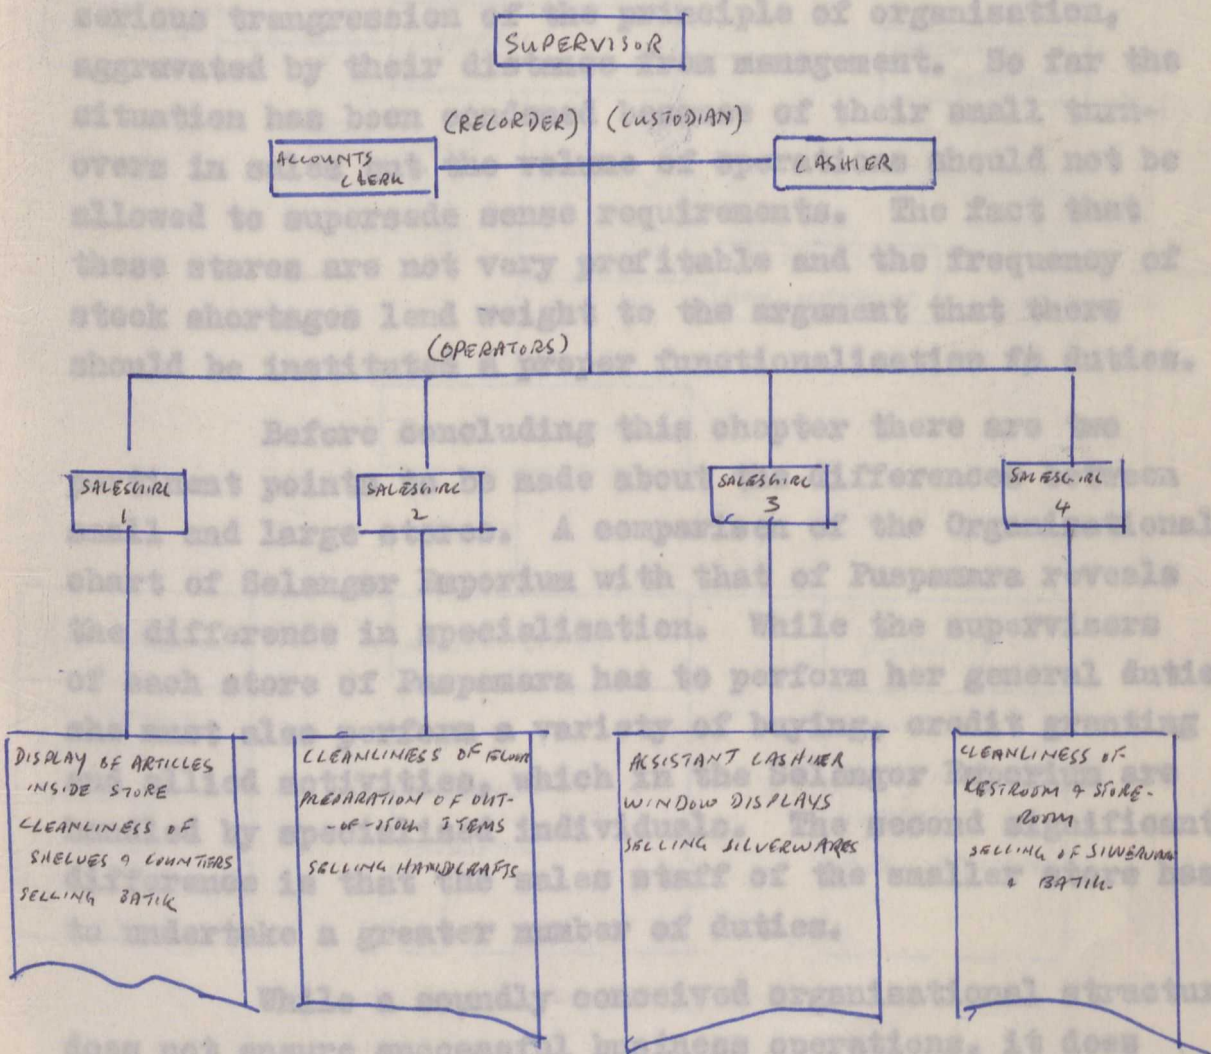 serious trangression of the principle of organisation,
SUPERVISOR
aggravated by their distance from management. So far the
situation has been because of their small turn-
(RECORDER) (CUSTODIAN)
ACCOUNTS
CLERK
CASHIER
overs in sales but the volume of operations should not be
allowed to supersede sense requirements. The fact that
these stores are not very profitable and the frequency of
stock shortages lend weight to the argument that there
(OPERATORS)
should be instituted a proper functionalisation duties.
Before concluding this chapter there are two
points to be made about the differences between
SALESGIRL
1
SALESGIRL
2
SALESGIRL
3
SALESGIRL
4
small and large stores. A comparison of the Organisational
chart of Selangor Emporium with that of Puspamara reveals
the difference in specialisation. While the supervisors
of each store of Puspamara has to perform her general dutie
she must also perform a variety of buying, credit granting
and allied activities, which in the Selangor Emporium are
by specialised individuals. The second significant
difference is that the sales staff of the smaller store has
to undertake a greater number of duties.
DISPLAY OF ARTICLES
INSIDE STORE
CLEANLINESS OF
SHELVES & COUNTERS
SELLING BATIK
CLEANLINESS OF FLOOR
PREPARATION OF OUT-
-OF-STOCK ITEMS
SELLING HANDCRAFTS
ASSISTANT CASHIER
WINDOW DISPLAYS
SELLING SILVERWARES
CLEANLINESS OF
RESTROOM & STORE-
ROOM
SELLING OF SILVERWARE
& BATIK.
While a soundly conceived organisational structur
does not ensure successful business operations, it does